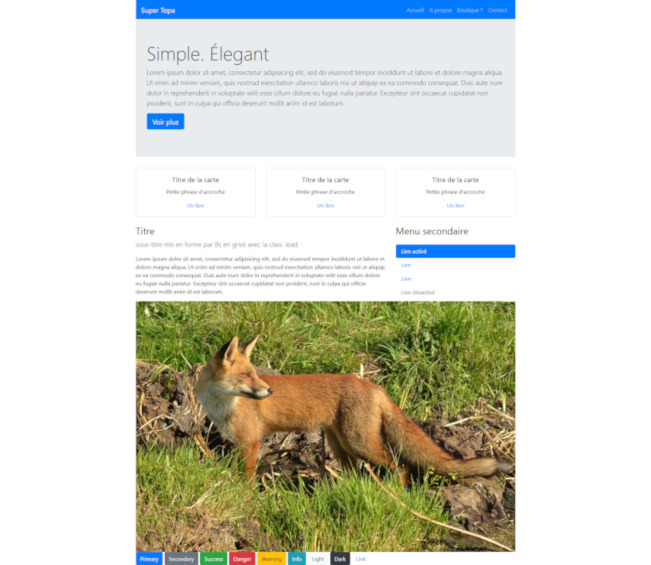 Super Topa
Accueil A propos Boutique Contact
Simple. Élegant
Lorem ipsum dolor sit amet, consectetur adipisicing elit, sed do eiusmod tempor incididunt ut labore et dolore magna aliqua.
Ut enim ad minim veniam, quis nostrud exercitation ullamco laboris nisi ut aliquip ex ea commodo consequat. Duis aute irure
dolor in reprehenderit in voluptate velit esse cillum dolore eu fugiat nulla pariatur. Excepteur sint occaecat cupidatat non
proident, sunt in culpa qui officia deserunt mollit anim id est laborum.
Voir plus
Titre de la carte
Petite phrase d'accroche
Un lien
Titre de la carte
Petite phrase d'accroche
Un lien
Titre de la carte
Petite phrase d'accroche
Un lien
Titre
sous-titre mis en forme par Bs en grisé avec la class .lead
Lorem ipsum dolor sit amet, consectetur adipisicing elit, sed do eiusmod tempor incididunt ut labore et
dolore magna aliqua. Ut enim ad minim veniam, quis nostrud exercitation ullamco laboris nisi ut aliquip
ex ea commodo consequat. Duis aute irure dolor in reprehenderit in voluptate velit esse cillum dolore
eu fugiat nulla pariatur. Excepteur sint occaecat cupidatat non proident, sunt in culpa qui officia
deserunt mollit anim id est laborum.
Menu secondaire
Lien activé
Lien
Lien
Lien désactivé
Primary Secondary Success Danger Warning Info Light Dark Link